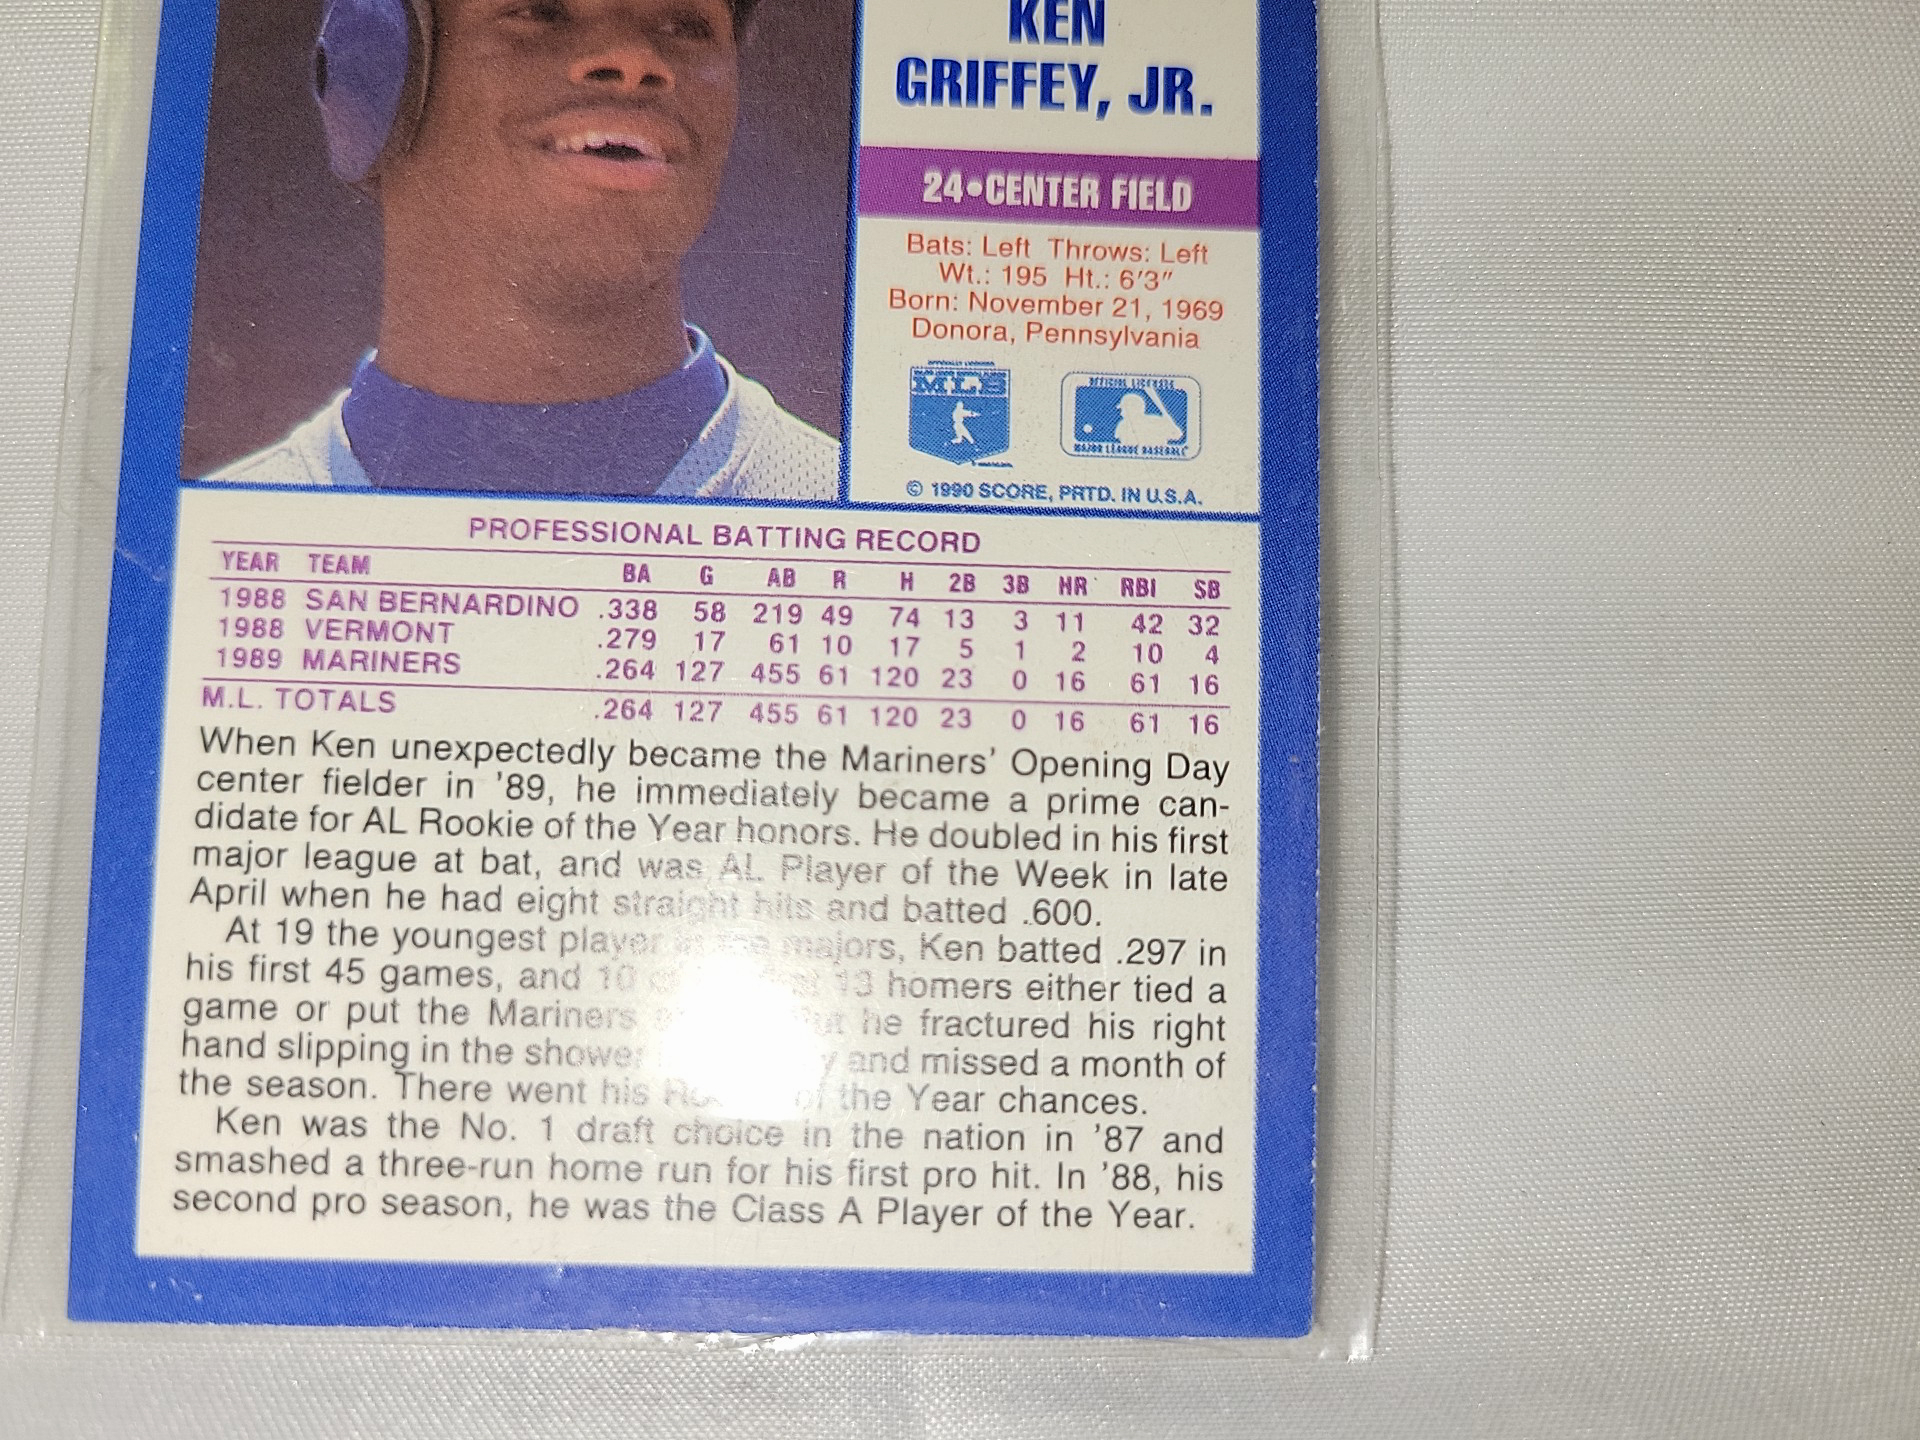 KEN
GRIFFEY, JR.
24•CENTER FIELD
Bats: Left Throws: Left
Wt.: 195 Ht.: 6'3"
Born: November 21, 1969
Donora, Pennsylvania
MLB
OFFICIAL LICENSEE
MAJOR LEAGUE BASEBALL
© 1990 SCORE, PRTD. IN U.S.A.
PROFESSIONAL BATTING RECORD
YEAR TEAM BA G AB R H 2B 3B HR RBI SB
1988 SAN BERNARDINO .338 58 219 49 74 13 3 11 42 32
1988 VERMONT .279 17 61 10 17 5 1 2 10 4
1989 MARINERS .264 127 455 61 120 23 0 16 61 16
M.L. TOTALS .264 127 455 61 120 23 0 16 61 16
When Ken unexpectedly became the Mariners' Opening Day
center fielder in '89, he immediately became a prime can-
didate for AL Rookie of the Year honors. He doubled in his first
major league at bat, and was AL Player of the Week in late
April when he had eight straight hits and batted .600.
At 19 the youngest player in the majors, Ken batted .297 in
his first 45 games, and 10 13 homers either tied a
game or put the Mariners he fractured his right
hand slipping in the shower and missed a month of
the season. There went his of the Year chances.
Ken was the No. 1 draft choice in the nation in '87 and
smashed a three-run home run for his first pro hit. In '88, his
second pro season, he was the Class A Player of the Year.